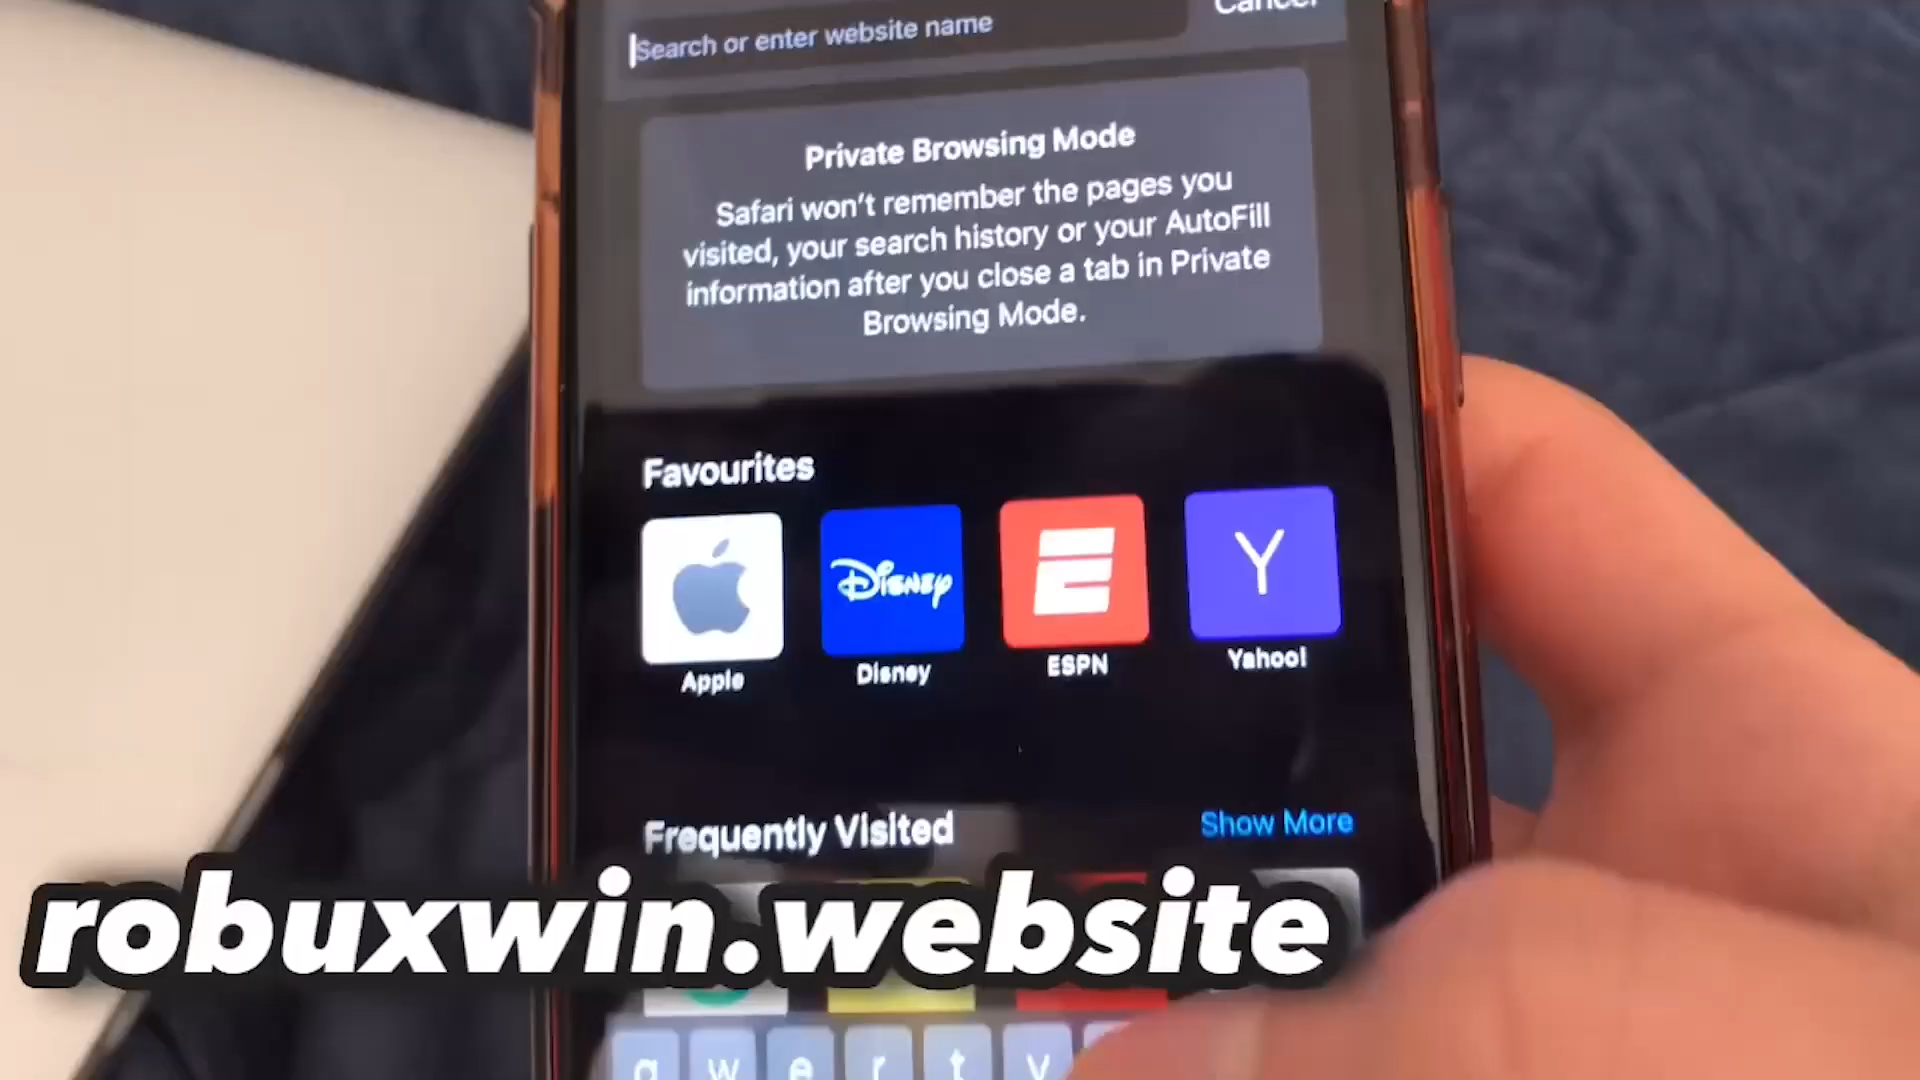 Search or enter website name
Cancel
Private Browsing Mode
Safari won't remember the pages you
visited, your search history or your AutoFill
information after you close a tab in Private
Browsing Mode.
Favourites
Disney
E
Y
Apple
Disney
ESPN
Yahoo!
Frequently Visited
Show More
robuxwin.website
q w e r t y